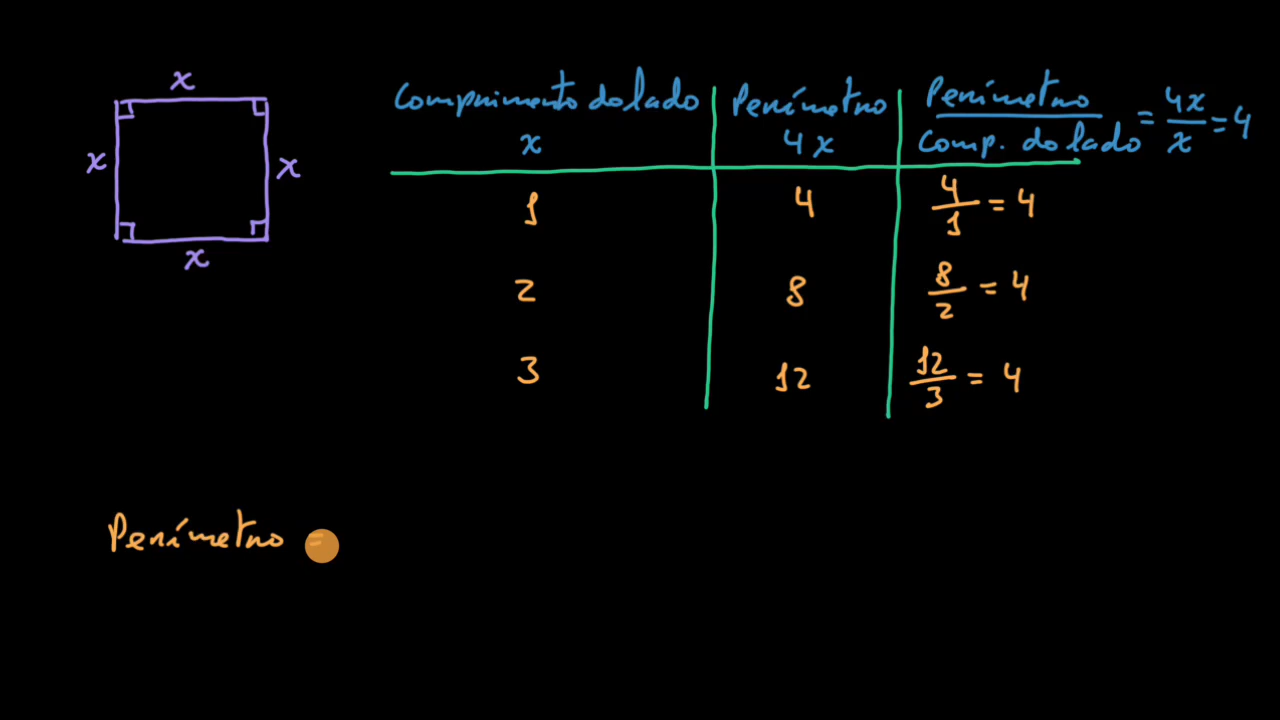 x
x
x
x
Comprimento do lado
x
Perímetro
4x
Perímetro / Comp. do lado = 4x / x = 4
1 4 4/1 = 4
2 8 8/2 = 4
3 12 12/3 = 4
Perímetro =